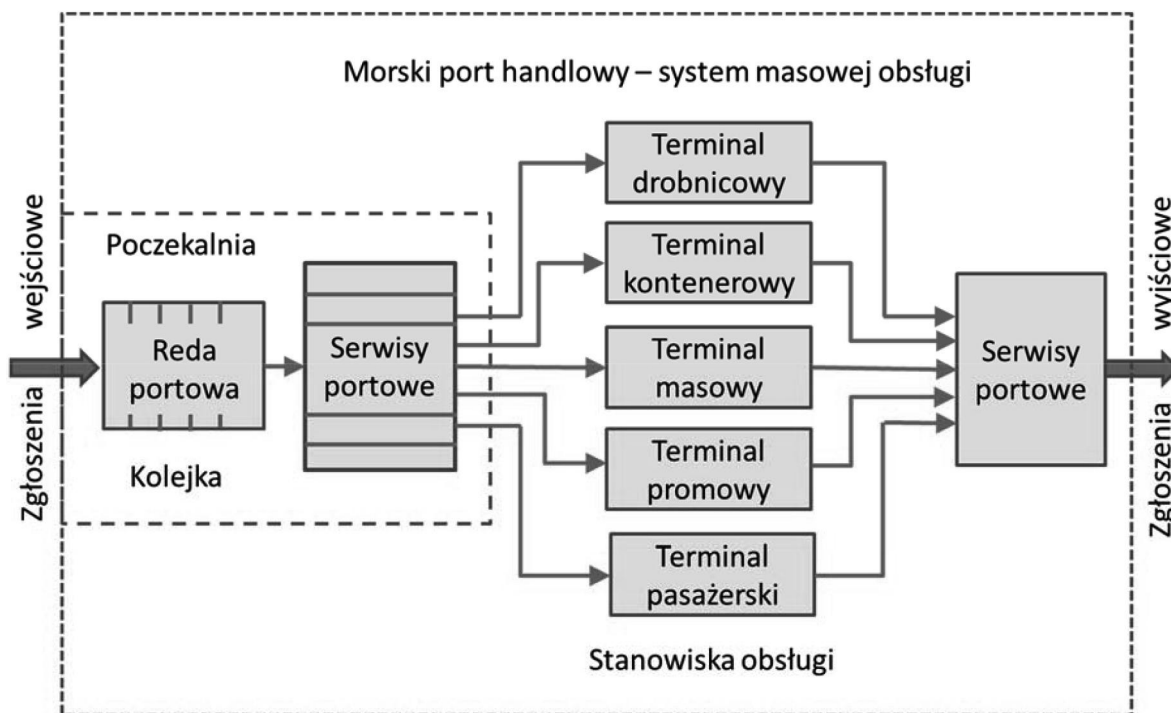 Morski port handlowy – system masowej obsługi
Zgłoszenia wejściowe
Poczekalnia
Reda
portowa
Kolejka
Serwisy
portowe
Terminal
drobnicowy
Terminal
kontenerowy
Terminal
masowy
Terminal
promowy
Terminal
pasażerski
Stanowiska obsługi
Serwisy
portowe
Zgłoszenia wyjściowe